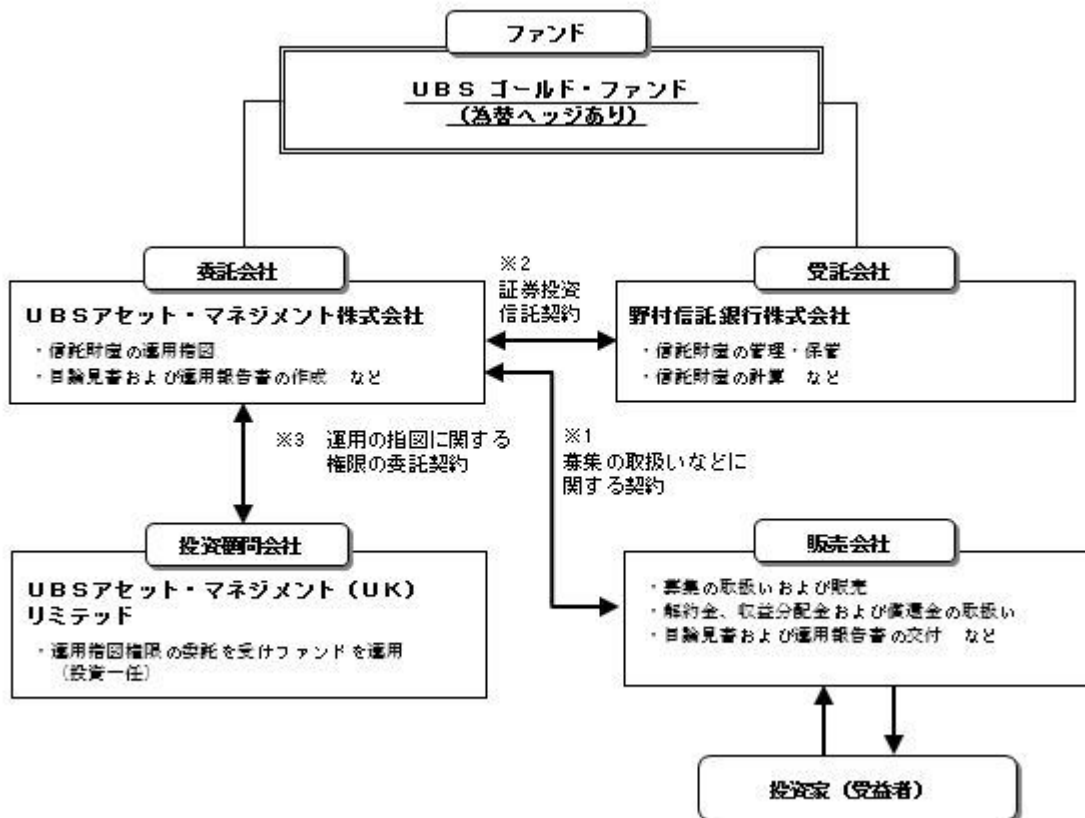 ファンド
UBS ゴールド・ファンド
(為替ヘッジあり)
委託会社
UBSアセット・マネジメント株式会社
・信託財産の運用指図
・目論見書および運用報告書の作成 など
※2
証券投資
信託契約
受託会社
野村信託銀行株式会社
・信託財産の管理・保管
・信託財産の計算 など
※3 運用の指図に関する
権限の委託契約
※1
募集の取扱いなどに
関する契約
投資顧問会社
UBSアセット・マネジメント(UK)
リミテッド
・運用指図権限の委託を受けファンドを運用
(投資一任)
販売会社
・募集の取扱いおよび販売
・解約金、収益分配金および償還金の取扱い
・目論見書および運用報告書の交付 など
投資家(受益者)